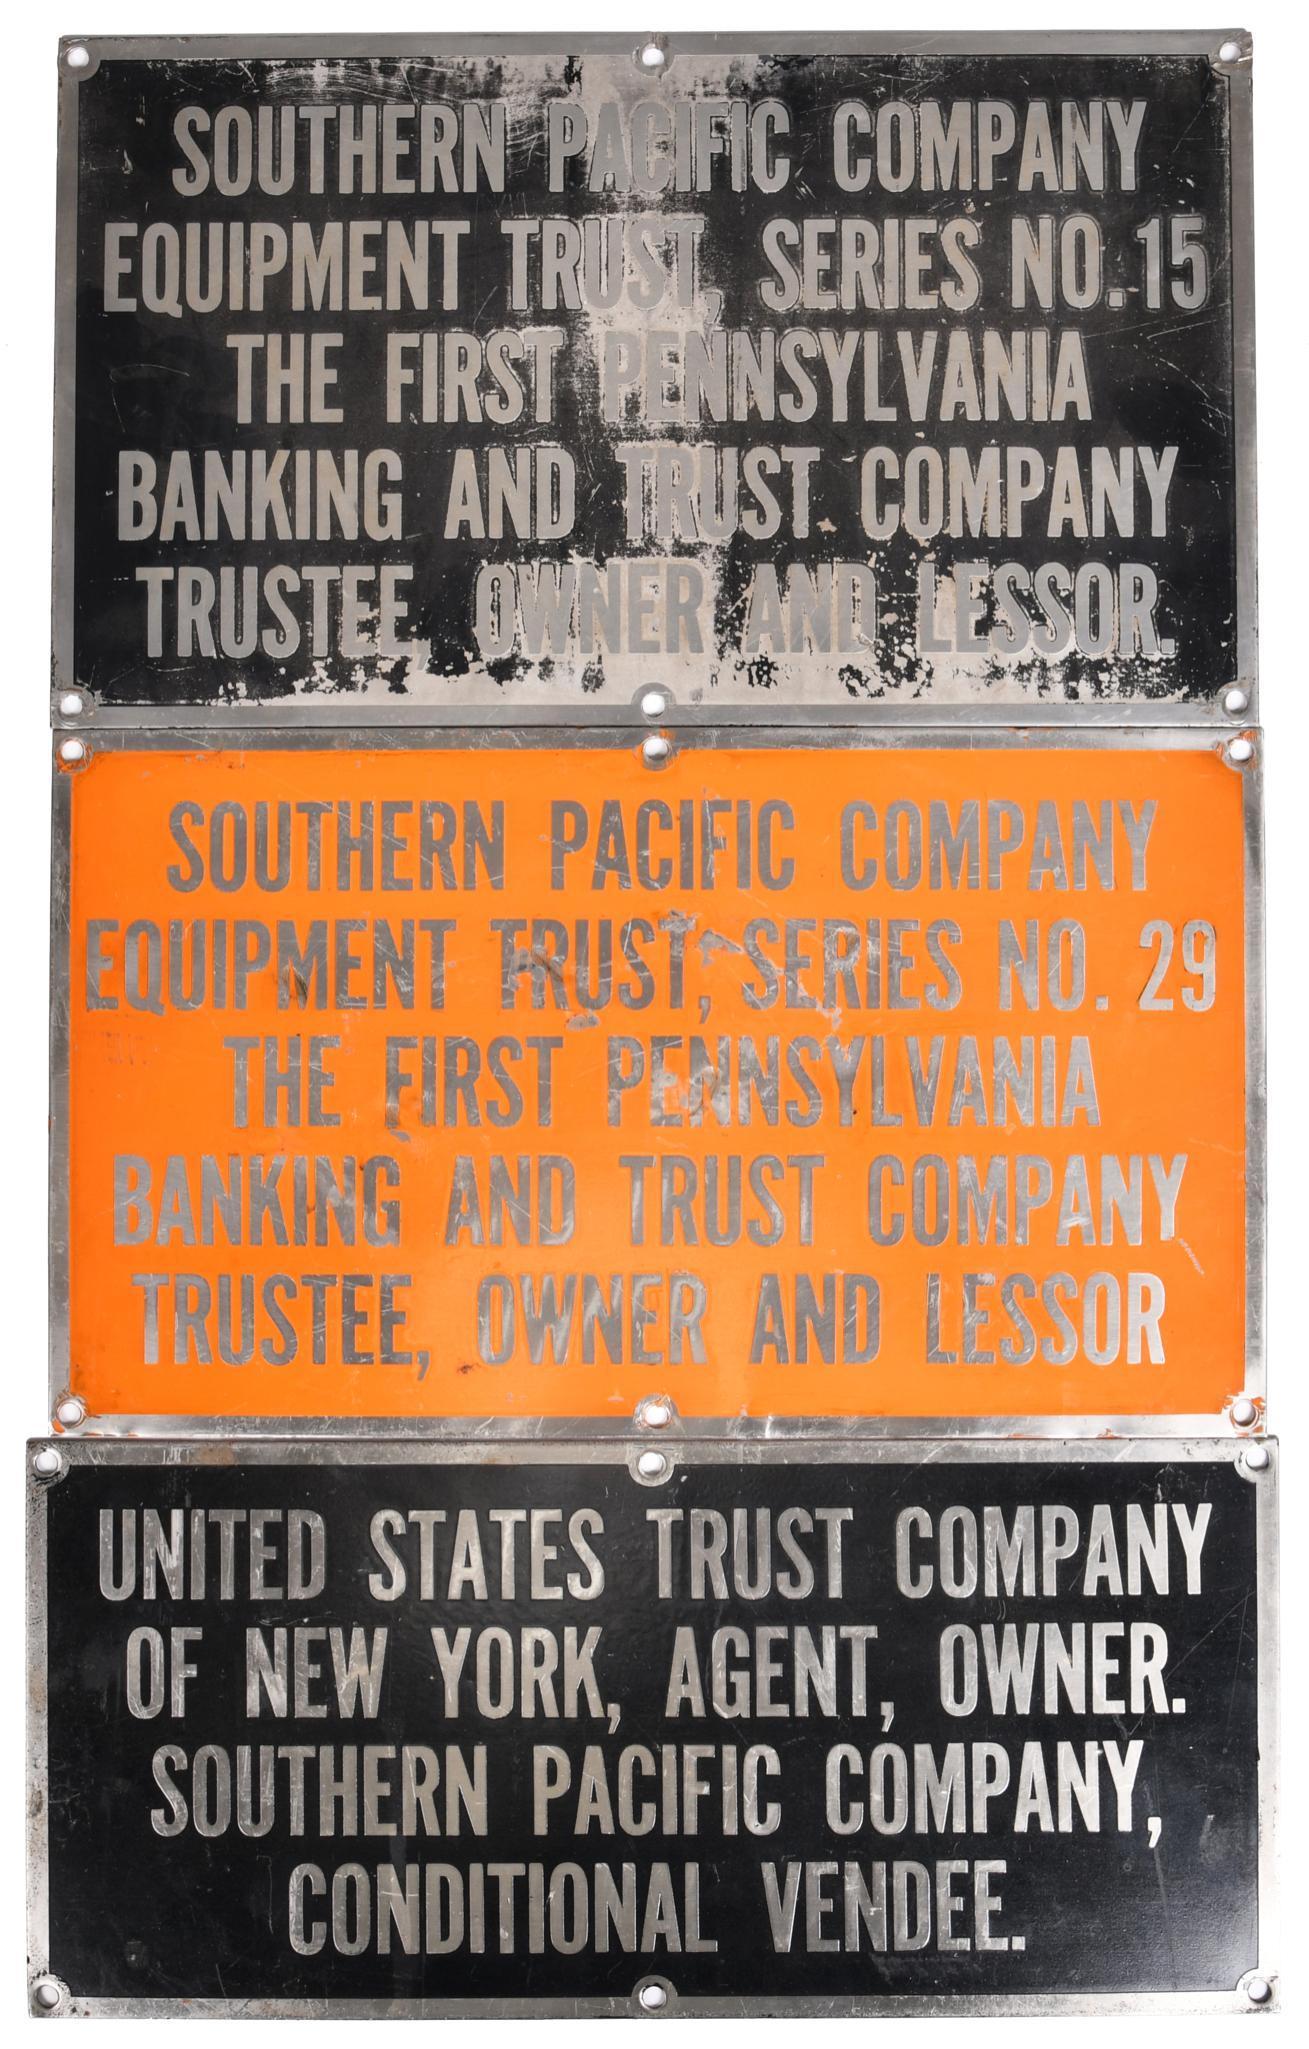 SOUTHERN PACIFIC COMPANY
EQUIPMENT TRUST, SERIES NO. 15
THE FIRST PENNSYLVANIA
BANKING AND TRUST COMPANY
TRUSTEE, OWNER AND LESSOR.
SOUTHERN PACIFIC COMPANY
EQUIPMENT TRUST, SERIES NO. 29
THE FIRST PENNSYLVANIA
BANKING AND TRUST COMPANY
TRUSTEE, OWNER AND LESSOR
UNITED STATES TRUST COMPANY
OF NEW YORK, AGENT, OWNER.
SOUTHERN PACIFIC COMPANY,
CONDITIONAL VENDEE.